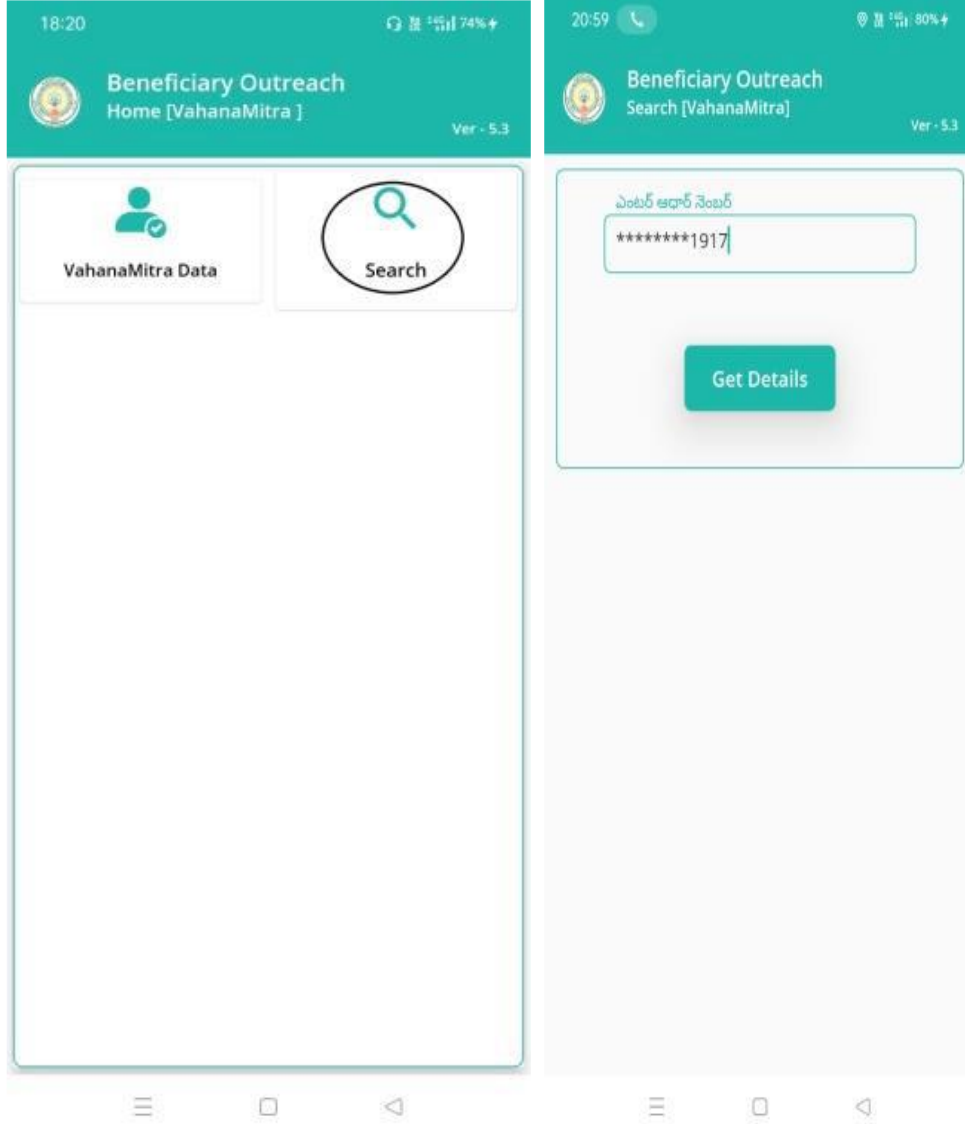 18:20
74%
Beneficiary Outreach
Home [VahanaMitra ]
Ver - 5.3
VahanaMitra Data
Search
20:59
80%
Beneficiary Outreach
Search [VahanaMitra]
Ver - 5.3
ఎంటర్ ఆధార్ నెంబర్
********1917
Get Details